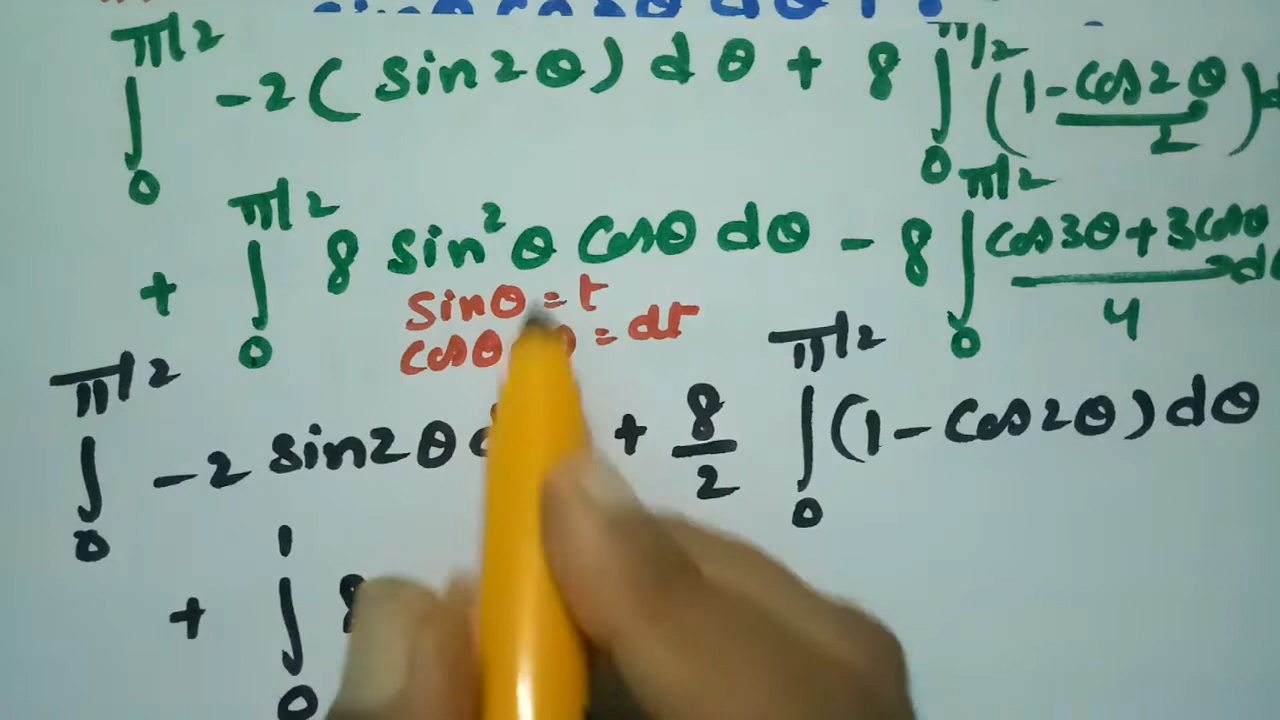 ∫₀^π/2 -2(sin2θ)dθ + 8 ∫₀^π/2 (1-cos2θ/2)d
+ ∫₀^π/2 8 sin²θ cosθ dθ - 8 ∫₀^π/2 cos3θ+3cosθ/4 d
sinθ = t
cosθ = dt
∫₀^π/2 -2 sin2θ + 8/2 ∫₀^π/2 (1-cos2θ)dθ
+ ∫₀^1 8